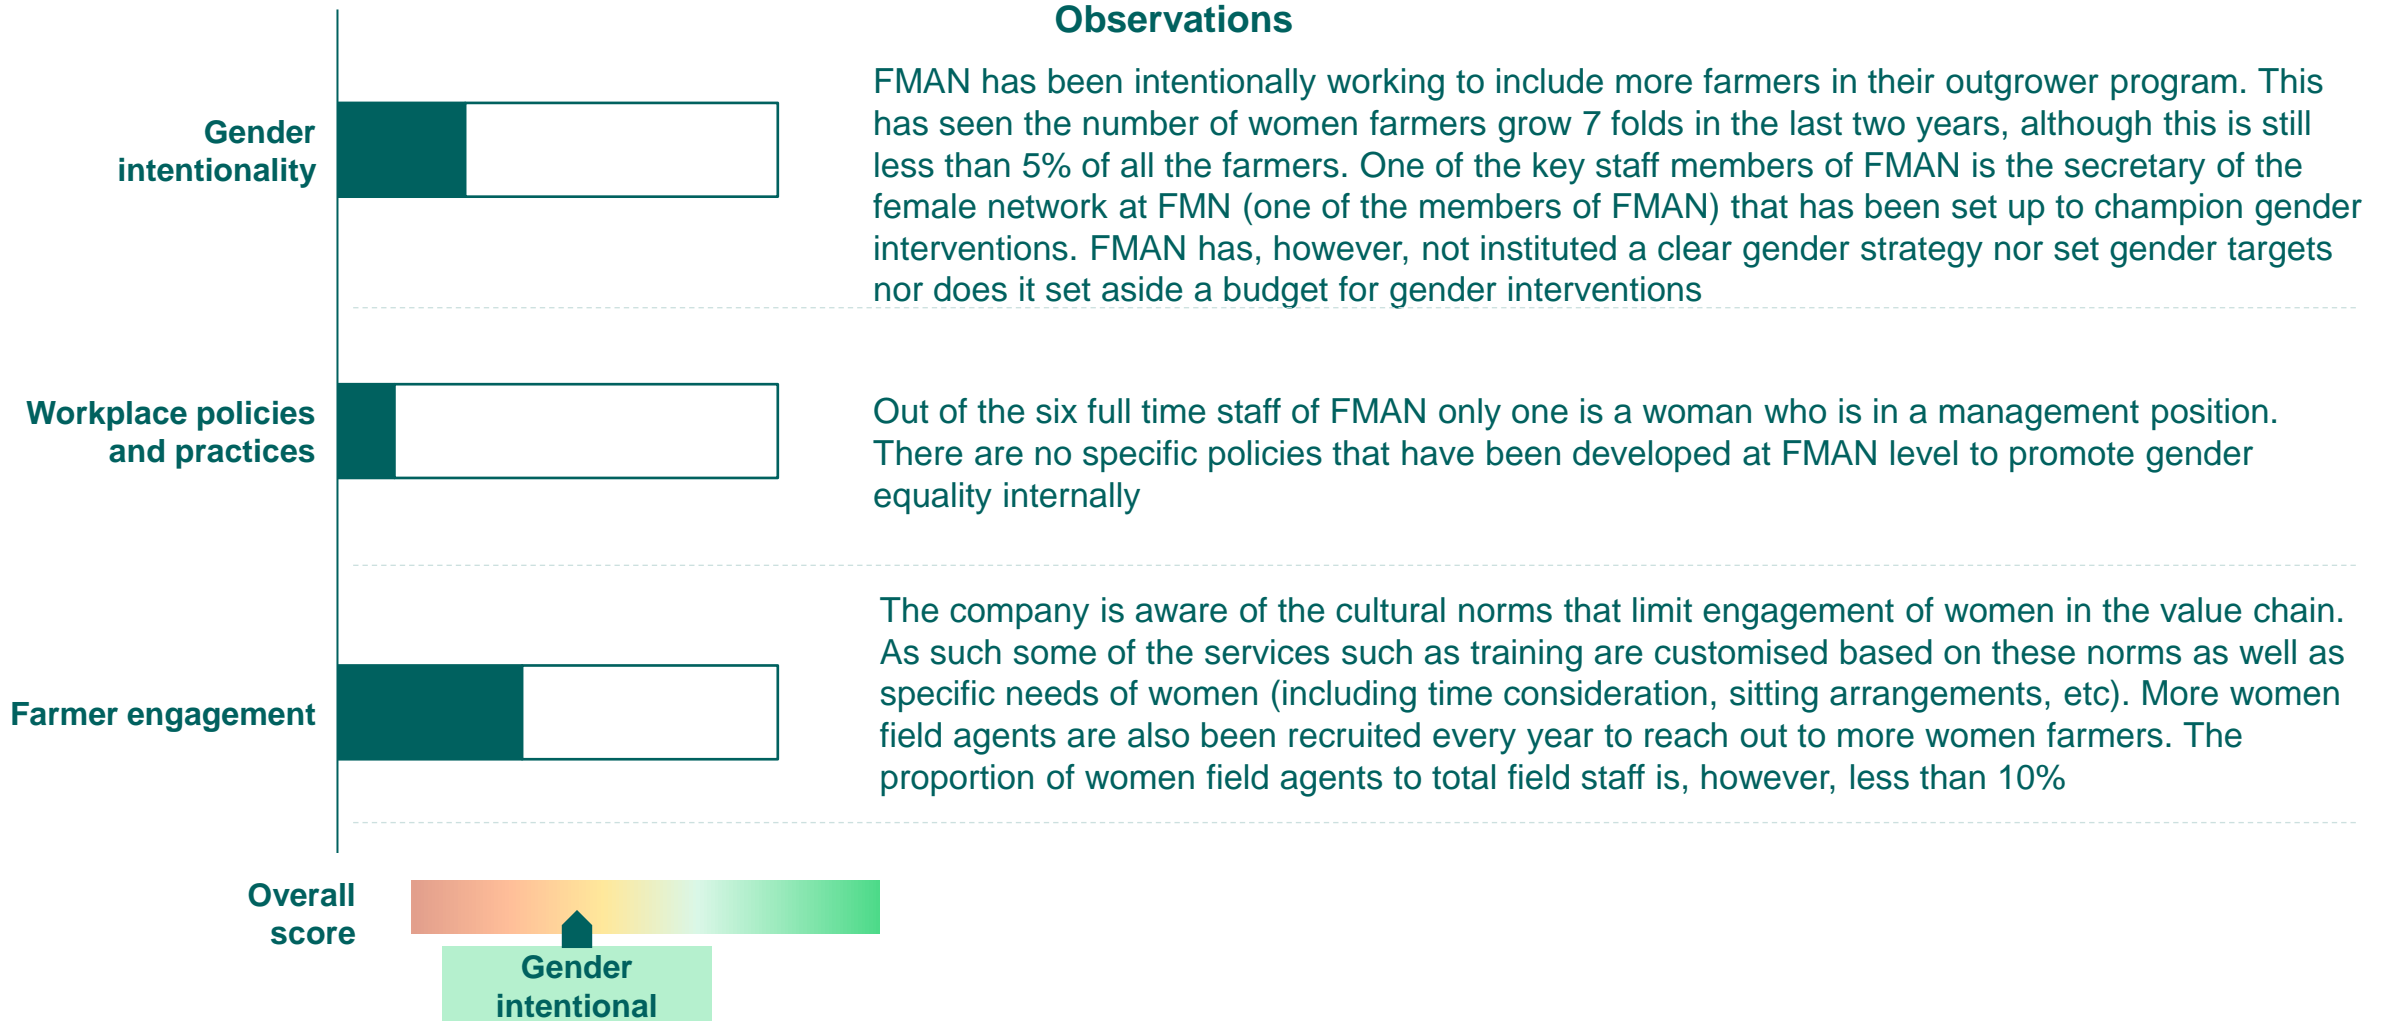 Observations
Gender
intentionality
FMAN has been intentionally working to include more farmers in their outgrower program. This
has seen the number of women farmers grow 7 folds in the last two years, although this is still
less than 5% of all the farmers. One of the key staff members of FMAN is the secretary of the
female network at FMN (one of the members of FMAN) that has been set up to champion gender
interventions. FMAN has, however, not instituted a clear gender strategy nor set gender targets
nor does it set aside a budget for gender interventions
Workplace policies
and practices
Out of the six full time staff of FMAN only one is a woman who is in a management position.
There are no specific policies that have been developed at FMAN level to promote gender
equality internally
Farmer engagement
The company is aware of the cultural norms that limit engagement of women in the value chain.
As such some of the services such as training are customised based on these norms as well as
specific needs of women (including time consideration, sitting arrangements, etc). More women
field agents are also been recruited every year to reach out to more women farmers. The
proportion of women field agents to total field staff is, however, less than 10%
Overall
score
Gender
intentional